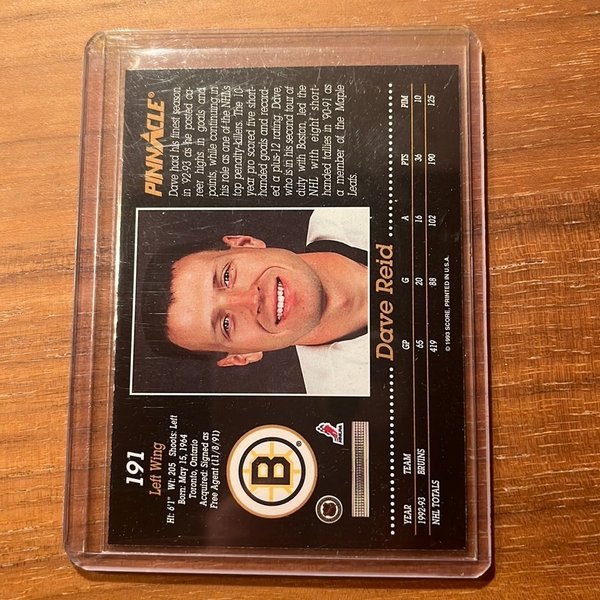 191
Left Wing
Ht: 6'1" Wt: 205 Shoots: Left
Born: May 15, 1964
Toronto, Ontario
Acquired: Signed as
Free Agent (11/8/91)
B
PINNACLE®
Dave had his finest season
in '92-93 as he posted ca-
reer highs in goals and
points, while continuing in
his role as one of the NHL's
top penalty-killers. The 10-
year pro scored five short-
handed goals and record-
ed a plus-12 rating. Dave,
who is in his second tour of
duty with Boston, led the
NHL with eight short-
handed tallies in '90-91 as
a member of the Maple
Leafs.
Dave Reid
YEAR TEAM GP G A PTS PIM
1992-93 BRUINS 65 20 16 36 10
NHL TOTALS 419 88 102 190 125
© 1993 SCORE, PRINTED IN U.S.A.